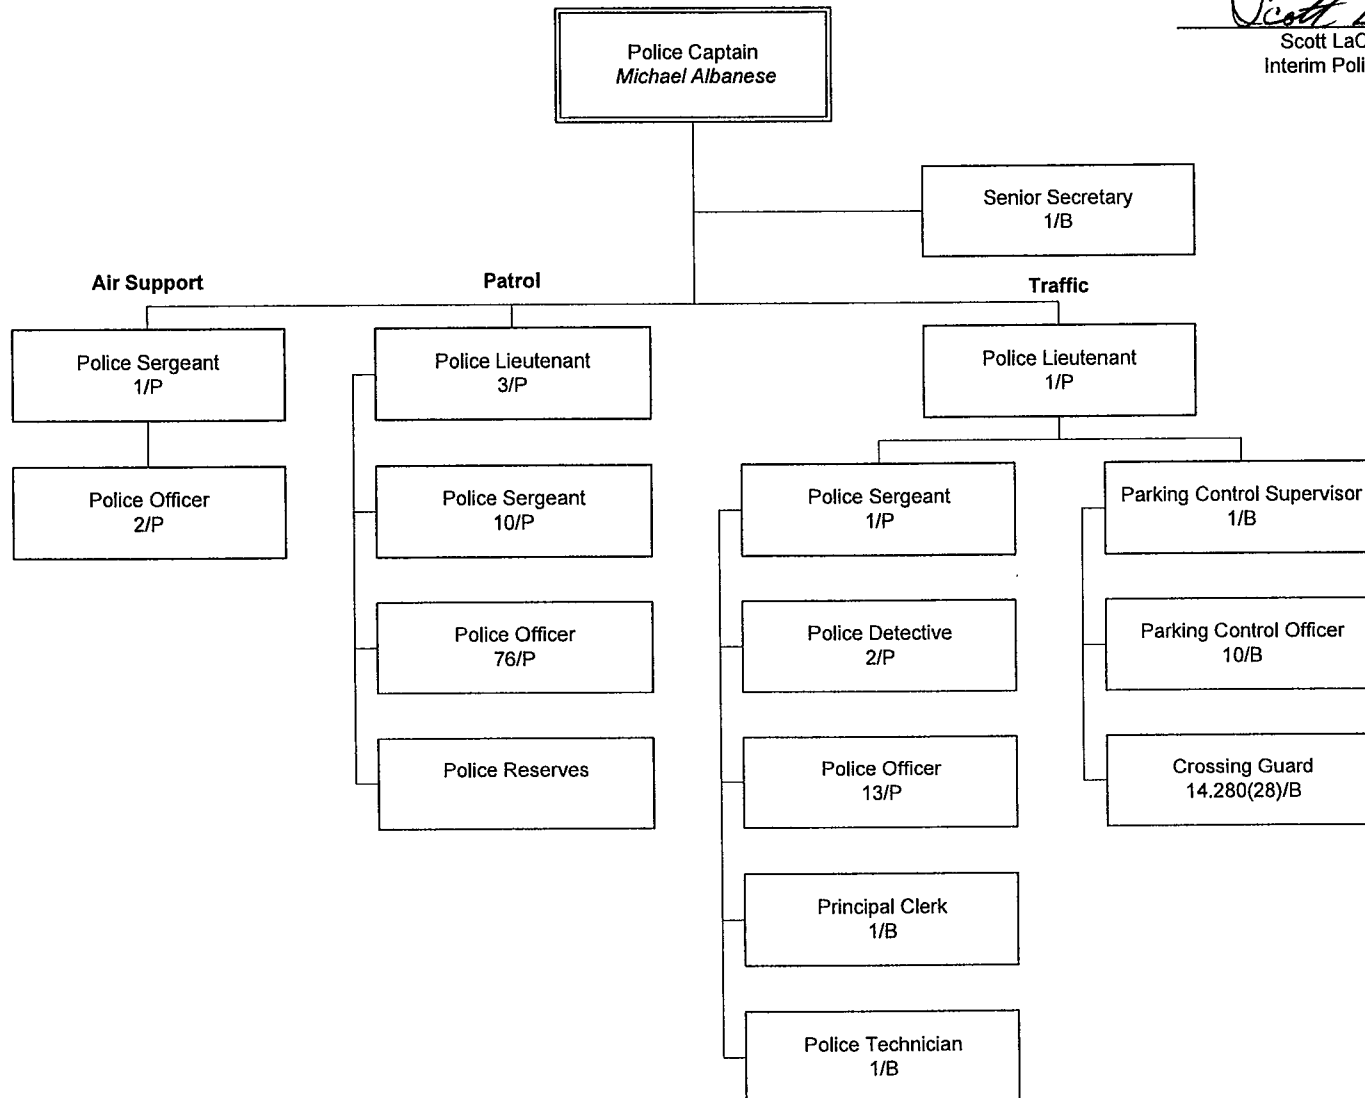 Scott
Scott LaC
Interim Poli
Police Captain
Michael Albanese
Senior Secretary
1/B
Air Support
Patrol
Traffic
Police Sergeant
1/P
Police Officer
2/P
Police Lieutenant
3/P
Police Sergeant
10/P
Police Officer
76/P
Police Reserves
Police Lieutenant
1/P
Police Sergeant
1/P
Police Detective
2/P
Police Officer
13/P
Principal Clerk
1/B
Police Technician
1/B
Parking Control Supervisor
1/B
Parking Control Officer
10/B
Crossing Guard
14.280(28)/B